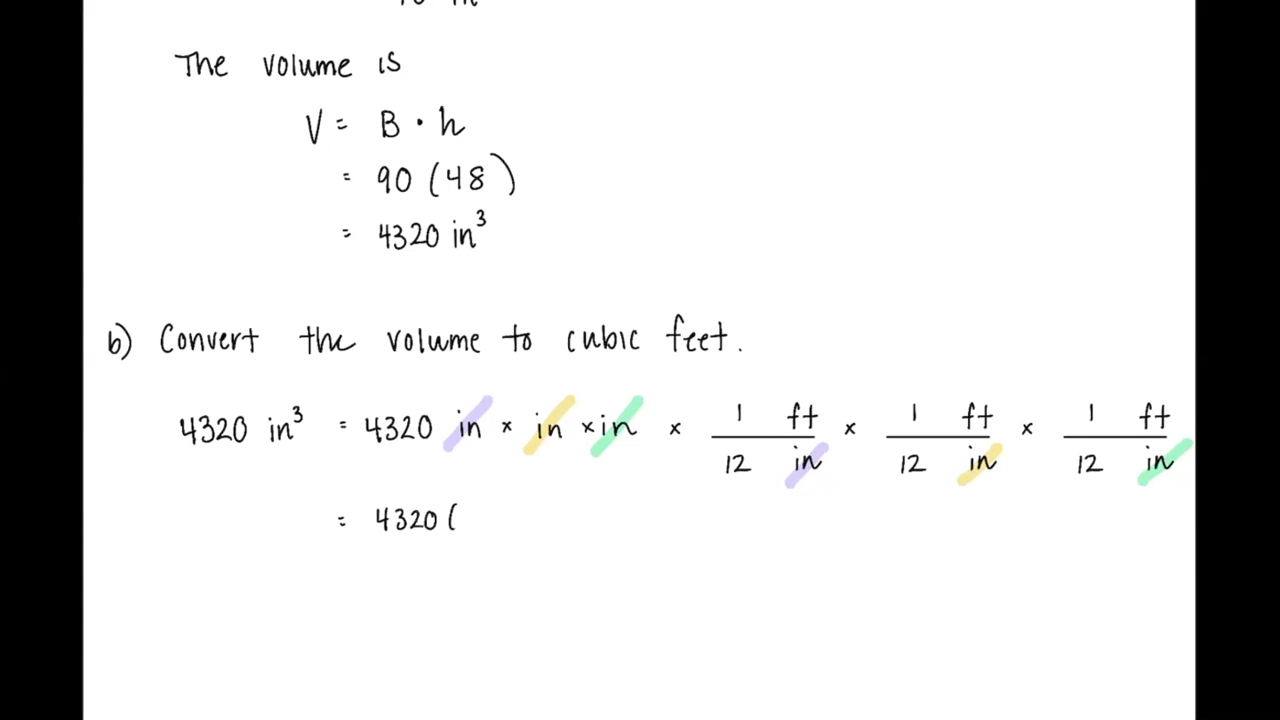 The volume is
V = B · h
= 90 (48)
= 4320 in³
b) Convert the volume to cubic feet.
4320 in³ = 4320 in × in × in × 1 ft / 12 in × 1 ft / 12 in × 1 ft / 12 in
= 4320 (